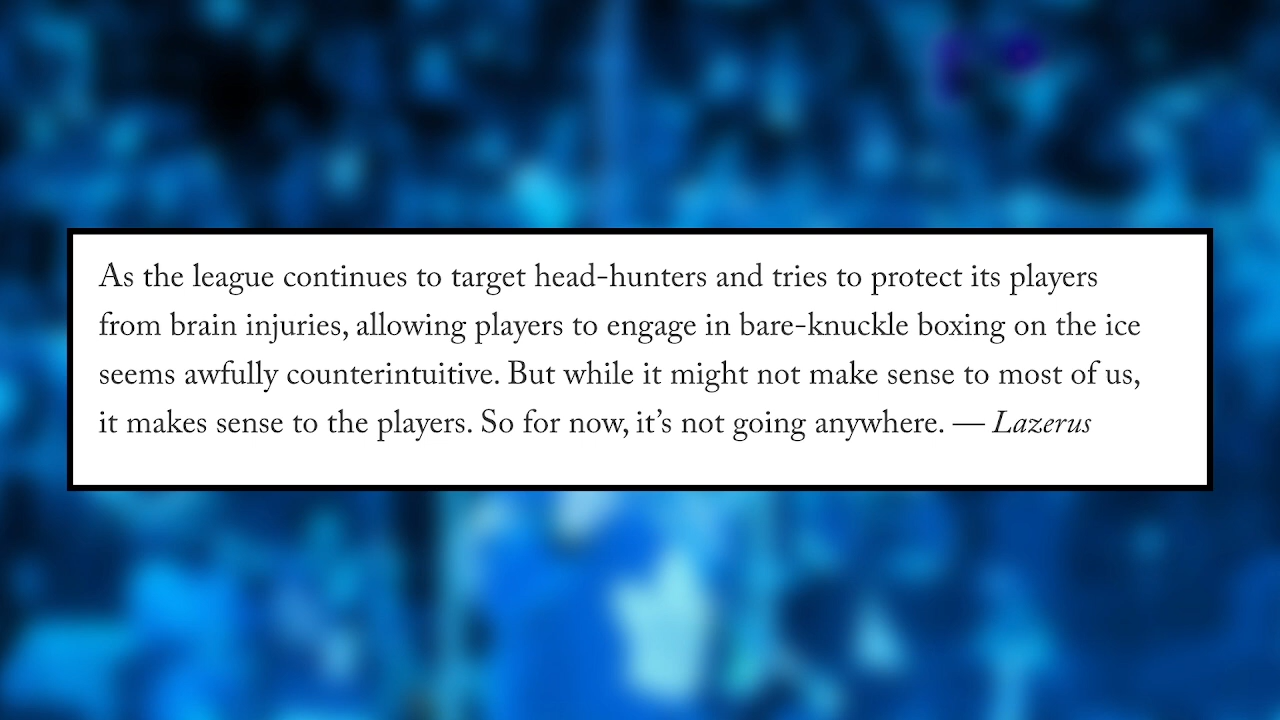 As the league continues to target head-hunters and tries to protect its players
from brain injuries, allowing players to engage in bare-knuckle boxing on the ice
seems awfully counterintuitive. But while it might not make sense to most of us,
it makes sense to the players. So for now, it’s not going anywhere. — Lazerus